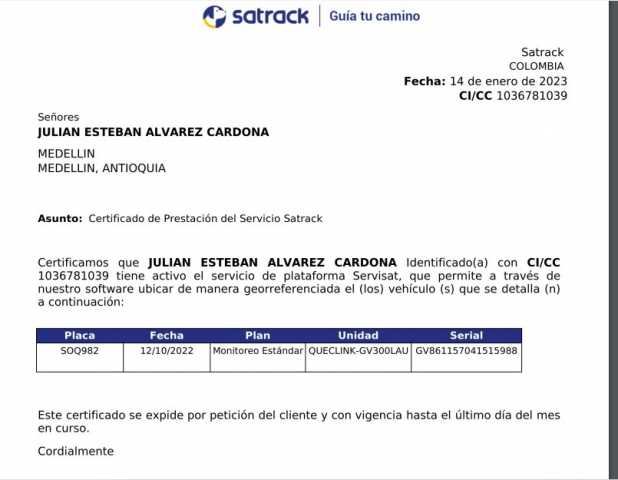 satrack Guía tu camino
Satrack
COLOMBIA
Fecha: 14 de enero de 2023
CI/CC 1036781039
Señores
JULIAN ESTEBAN ALVAREZ CARDONA
MEDELLIN
MEDELLIN, ANTIOQUIA
Asunto: Certificado de Prestación del Servicio Satrack
Certificamos que JULIAN ESTEBAN ALVAREZ CARDONA Identificado(a) con CI/CC
1036781039 tiene activo el servicio de plataforma Servisat, que permite a través de
nuestro software ubicar de manera georreferenciada el (los) vehículo (s) que se detalla (n)
a continuación:
Placa Fecha Plan Unidad Serial
SOQ982 12/10/2022 Monitoreo Estándar QUECLINK-GV300LAU GV861157041515988
Este certificado se expide por petición del cliente y con vigencia hasta el último día del mes
en curso.
Cordialmente